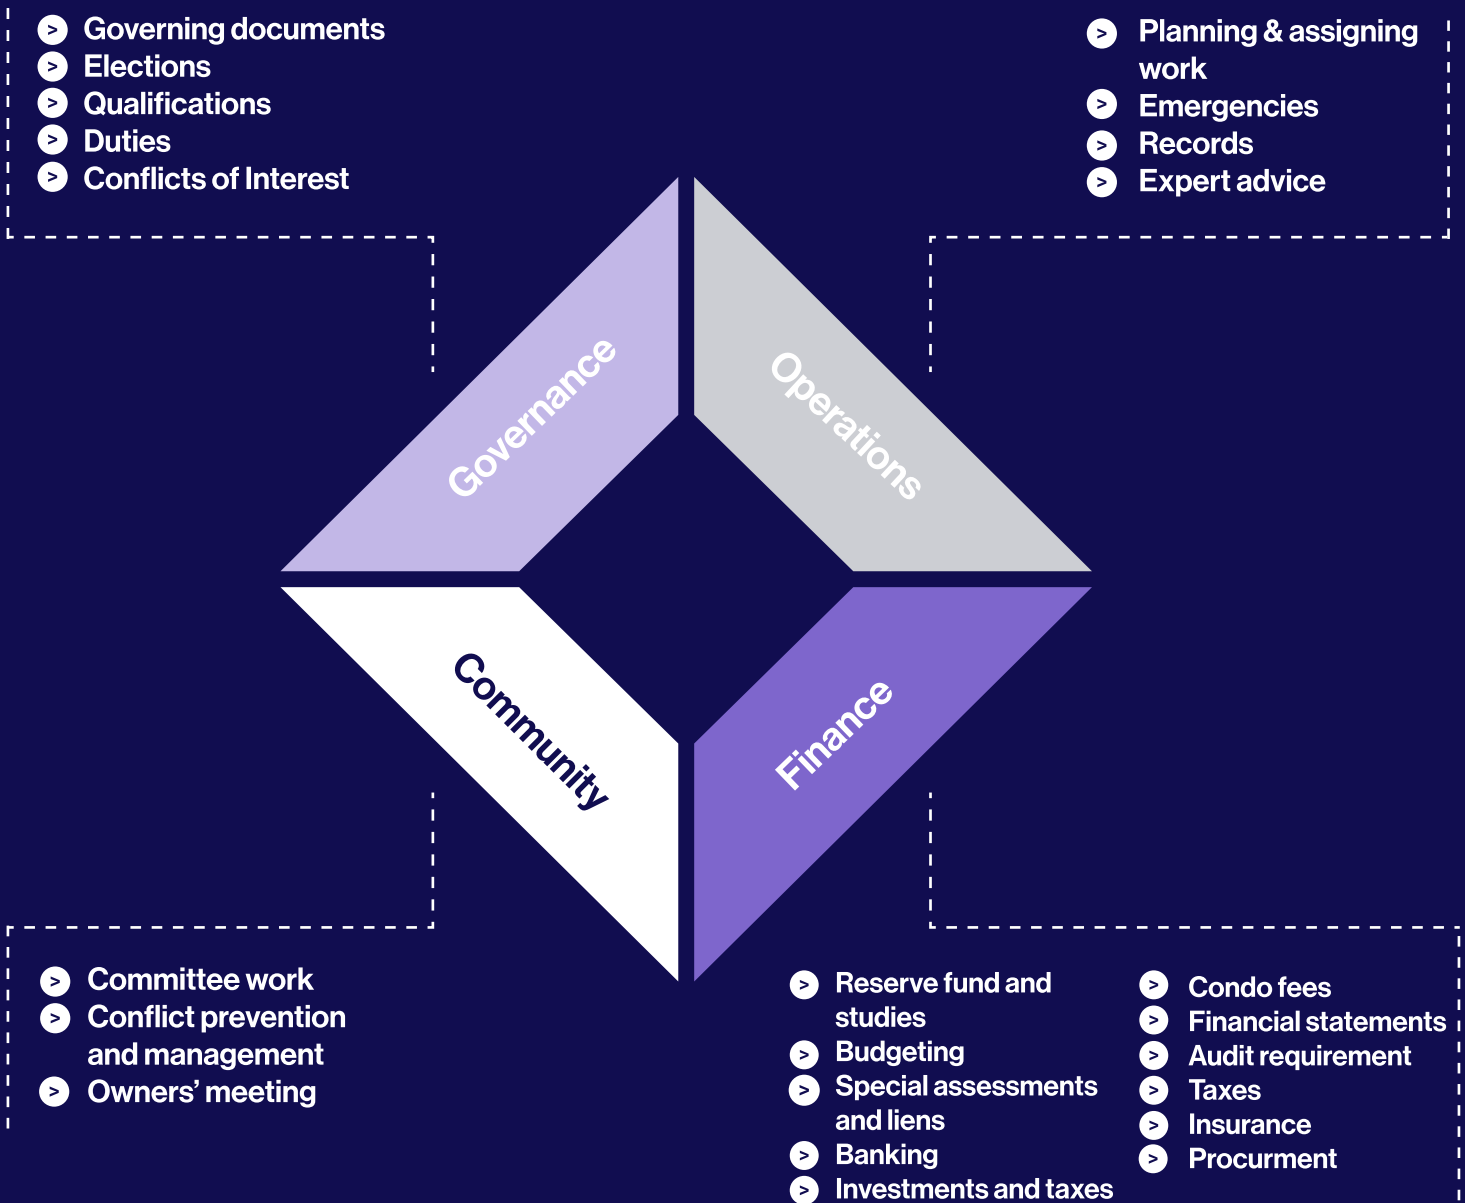 Governing documents
Elections
Qualifications
Duties
Conflicts of Interest
Planning & assigning
work
Emergencies
Records
Expert advice
Governance
Operations
Community
Finance
Committee work
Conflict prevention
and management
Owners’ meeting
Reserve fund and
studies
Budgeting
Special assessments
and liens
Banking
Investments and taxes
Condo fees
Financial statements
Audit requirement
Taxes
Insurance
Procurment